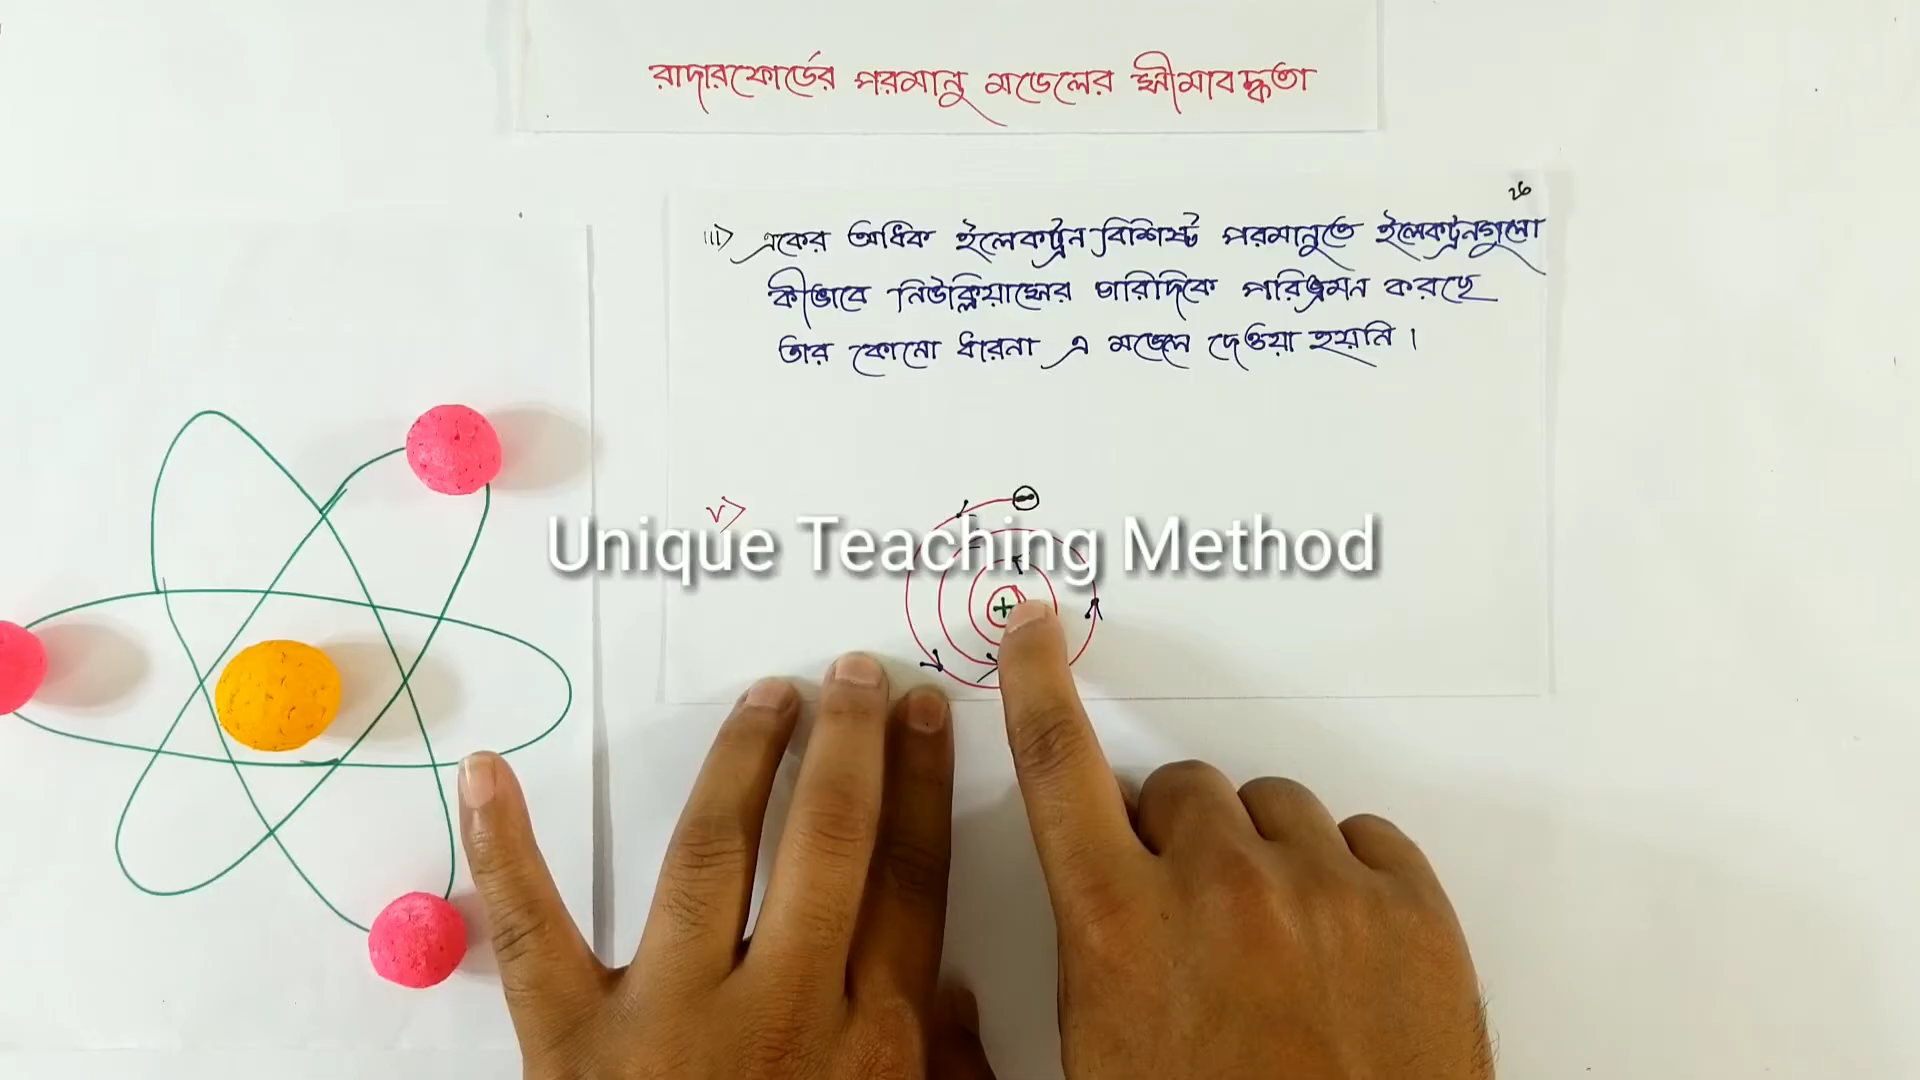 রাদারফোর্ডের পরমানু মডেলের সীমাবদ্ধতা
২৬
iii> একের অধিক ইলেকট্রন বিশিষ্ট পরমানুতে ইলেকট্রনগুলো
কীভাবে নিউক্লিয়াসের চারিদিকে পরিভ্রমন করছে
তার কোনো ধারনা এ মডেলে দেওয়া হয়নি।
v>
Unique Teaching Method
+